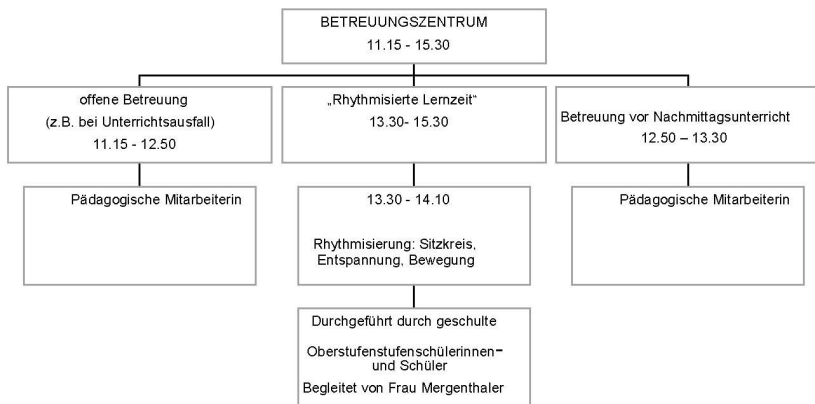 BETREUUNGSZENTRUM
11.15 - 15.30
offene Betreuung
(z.B. bei Unterrichtsausfall)
11.15 - 12.50
„Rhythmisierte Lernzeit“
13.30- 15.30
Betreuung vor Nachmittagsunterricht
12.50 – 13.30
Pädagogische Mitarbeiterin
13.30 - 14.10
Rhythmisierung: Sitzkreis,
Entspannung, Bewegung
Pädagogische Mitarbeiterin
Durchgeführt durch geschulte
Oberstufenstufenschülerinnen–
und Schüler
Begleitet von Frau Mergenthaler